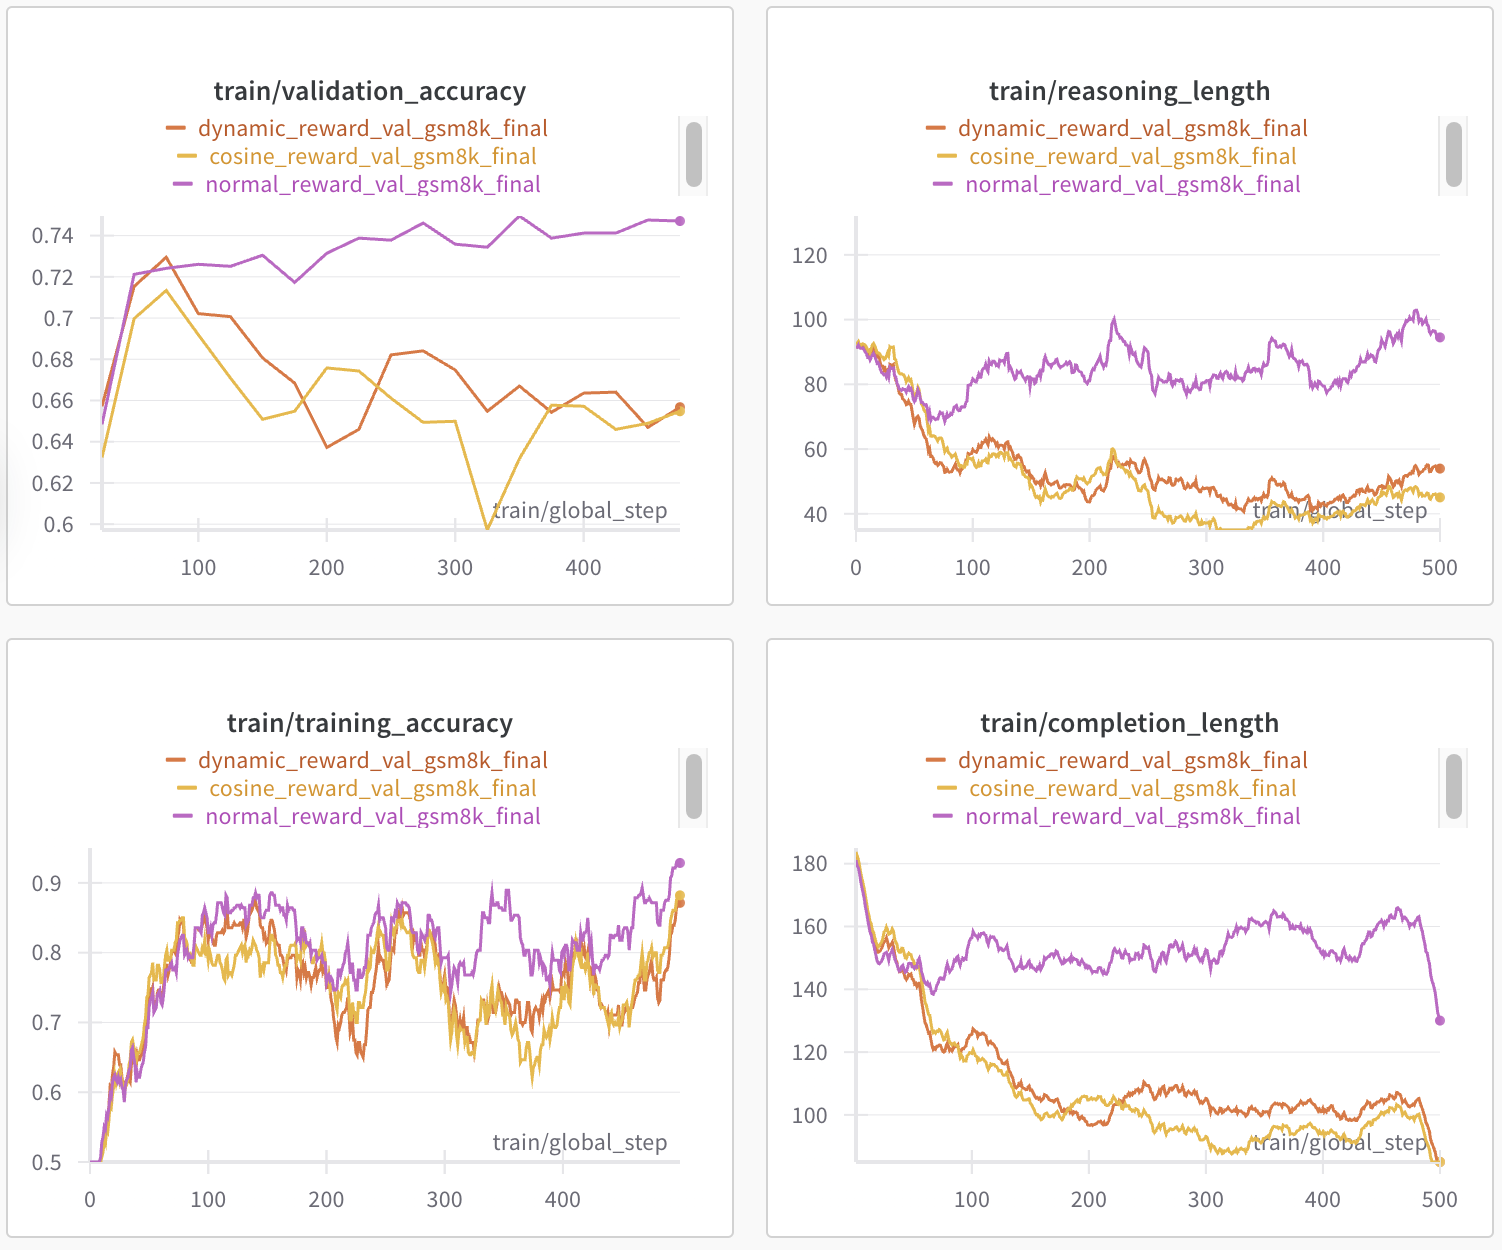 train/validation_accuracy
dynamic_reward_val_gsm8k_final
cosine_reward_val_gsm8k_final
normal_reward_val_gsm8k_final
0.74
0.72
0.7
0.68
0.66
0.64
0.62
0.6
train/global_step
100
200
300
400
train/reasoning_length
dynamic_reward_val_gsm8k_final
cosine_reward_val_gsm8k_final
normal_reward_val_gsm8k_final
120
100
80
60
40
train/global_step
0
100
200
300
400
500
train/training_accuracy
dynamic_reward_val_gsm8k_final
cosine_reward_val_gsm8k_final
normal_reward_val_gsm8k_final
0.9
0.8
0.7
0.6
0.5
train/global_step
0
100
200
300
400
train/completion_length
dynamic_reward_val_gsm8k_final
cosine_reward_val_gsm8k_final
normal_reward_val_gsm8k_final
180
160
140
120
100
train/global_step
100
200
300
400
500